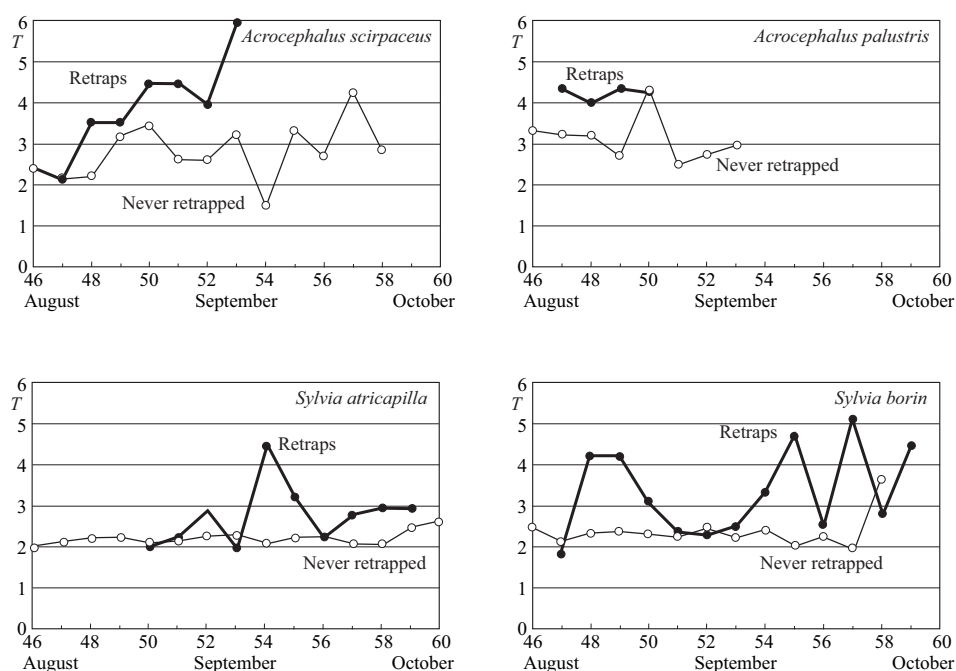 6
T
5
4
3
2
1
0
Acrocephalus scirpaceus
Retraps
Never retrapped
46 48 50 52 54 56 58 60
August September October
6
T
5
4
3
2
1
0
Acrocephalus palustris
Retraps
Never retrapped
46 48 50 52 54 56 58 60
August September October
6
T
5
4
3
2
1
0
Sylvia atricapilla
Retraps
Never retrapped
46 48 50 52 54 56 58 60
August September October
6
T
5
4
3
2
1
0
Sylvia borin
Retraps
Never retrapped
46 48 50 52 54 56 58 60
August September October